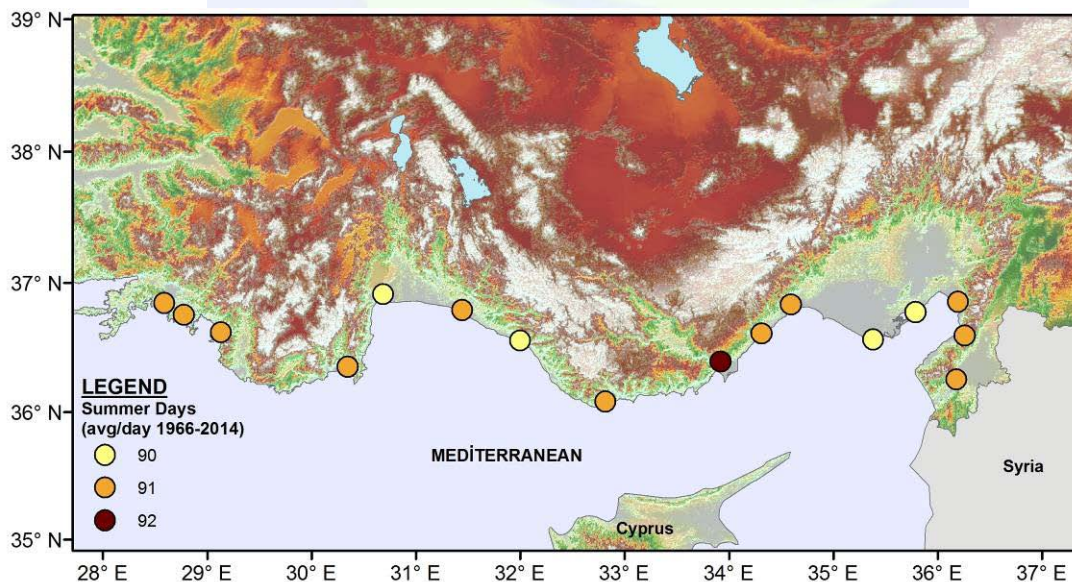 39° N
38° N
37° N
36° N
35° N
LEGEND
Summer Days
(avg/day 1966-2014)
90
91
92
MEDİTERRANEAN
Cyprus
Syria
28° E 29° E 30° E 31° E 32° E 33° E 34° E 35° E 36° E 37° E